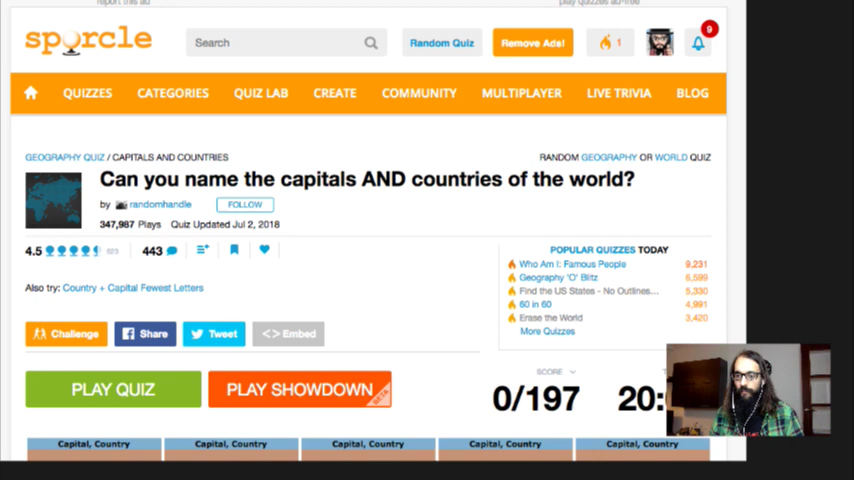 report this ad
play quizzes ad-free
sporcle
Search
Random Quiz
Remove Ads!
1
9
QUIZZES
CATEGORIES
QUIZ LAB
CREATE
COMMUNITY
MULTIPLAYER
LIVE TRIVIA
BLOG
GEOGRAPHY QUIZ / CAPITALS AND COUNTRIES
RANDOM GEOGRAPHY OR WORLD QUIZ
Can you name the capitals AND countries of the world?
by randomhandle
FOLLOW
347,987 Plays Quiz Updated Jul 2, 2018
4.5
623
443
POPULAR QUIZZES TODAY
Who Am I: Famous People 9,231
Geography 'O' Blitz 6,599
Find the US States - No Outlines... 5,330
60 in 60 4,991
Erase the World 3,420
More Quizzes
Also try: Country + Capital Fewest Letters
Challenge
Share
Tweet
<> Embed
PLAY QUIZ
PLAY SHOWDOWN
BETA
SCORE
0/197
20:
Capital, Country
Capital, Country
Capital, Country
Capital, Country
Capital, Country